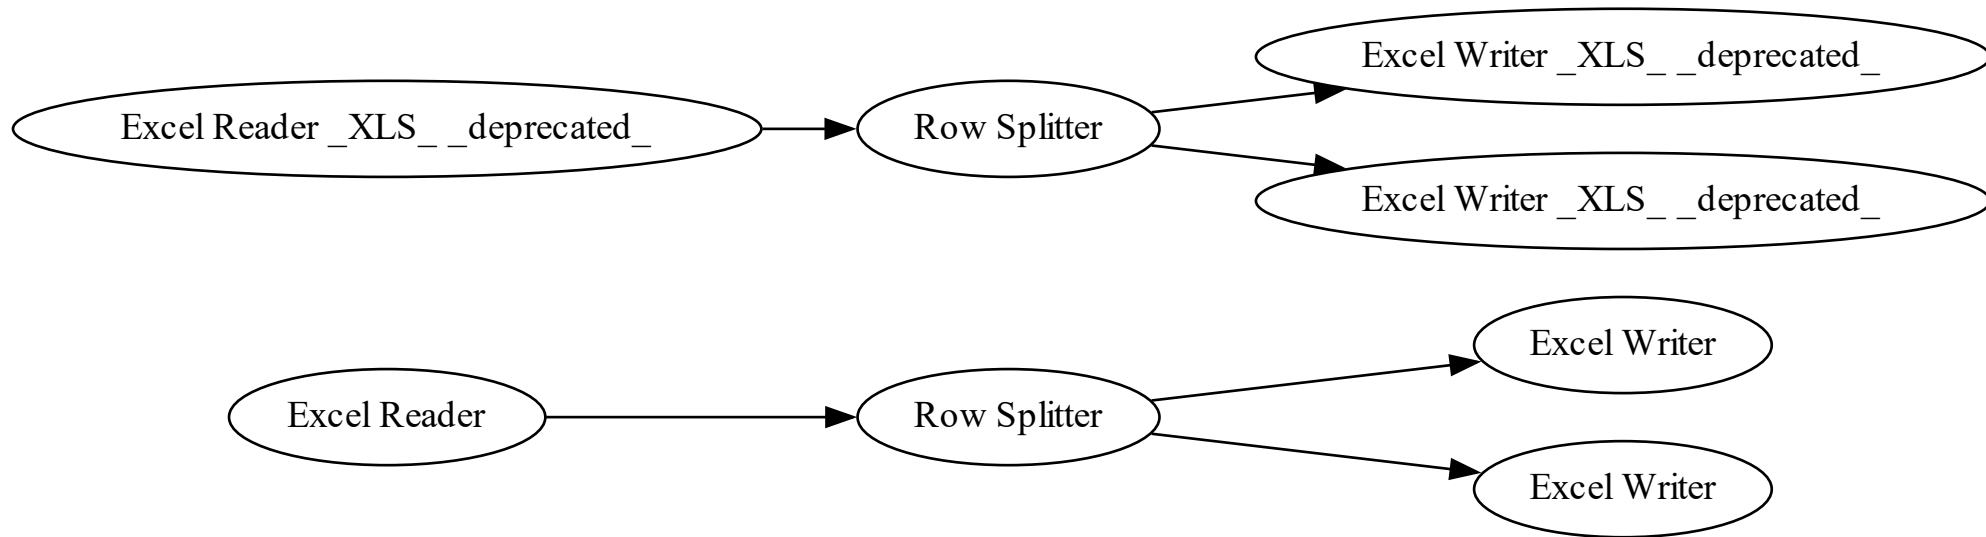 Excel Writer _XLS_ _deprecated_
Excel Reader _XLS_ _deprecated_
Row Splitter
Excel Writer _XLS_ _deprecated_
Excel Writer
Excel Reader
Row Splitter
Excel Writer